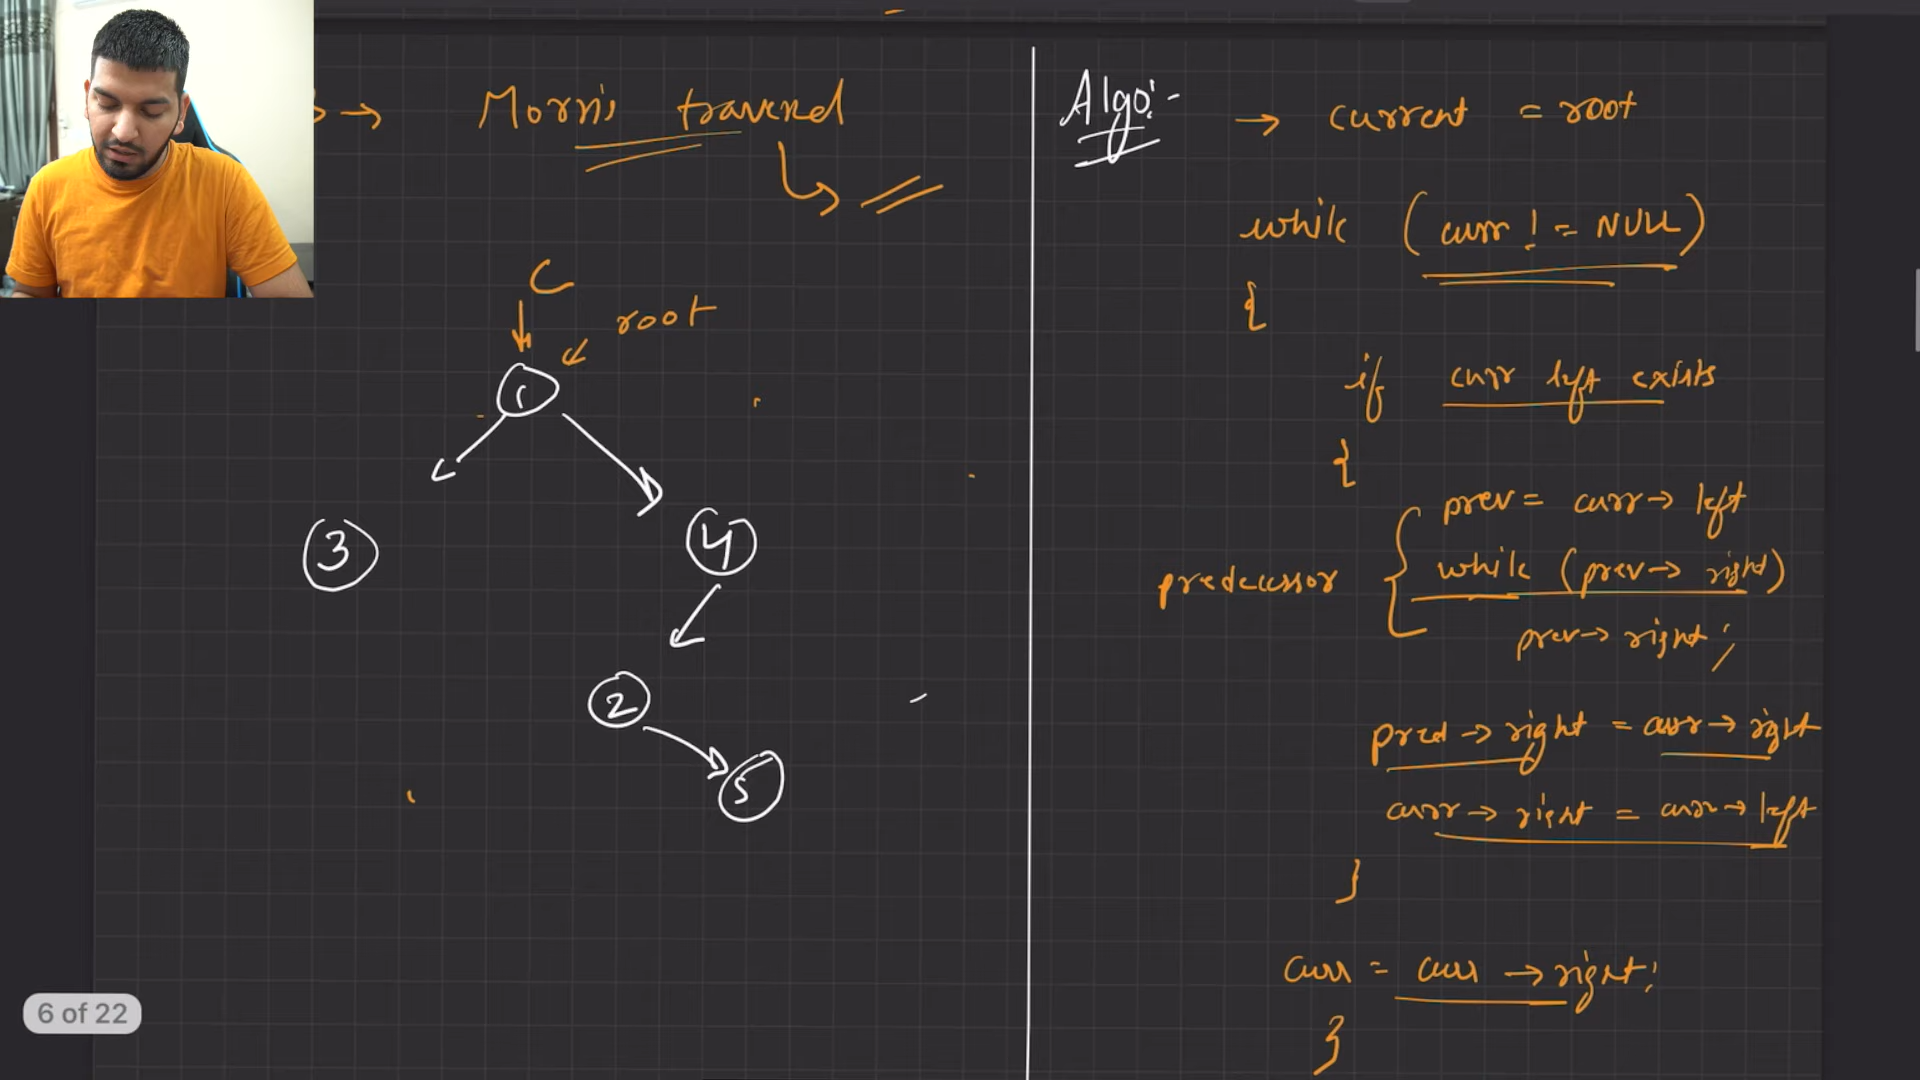 → Morris traversal
C
root
1
3
4
2
5
6 of 22
Algo:-
→ current = root
while (curr != NULL)
{
if curr left exists
{
prev = curr → left
predecessor { while (prev → right)
prev → right;
pred → right = curr → right
curr → right = curr → left
}
curr = curr → right;
}